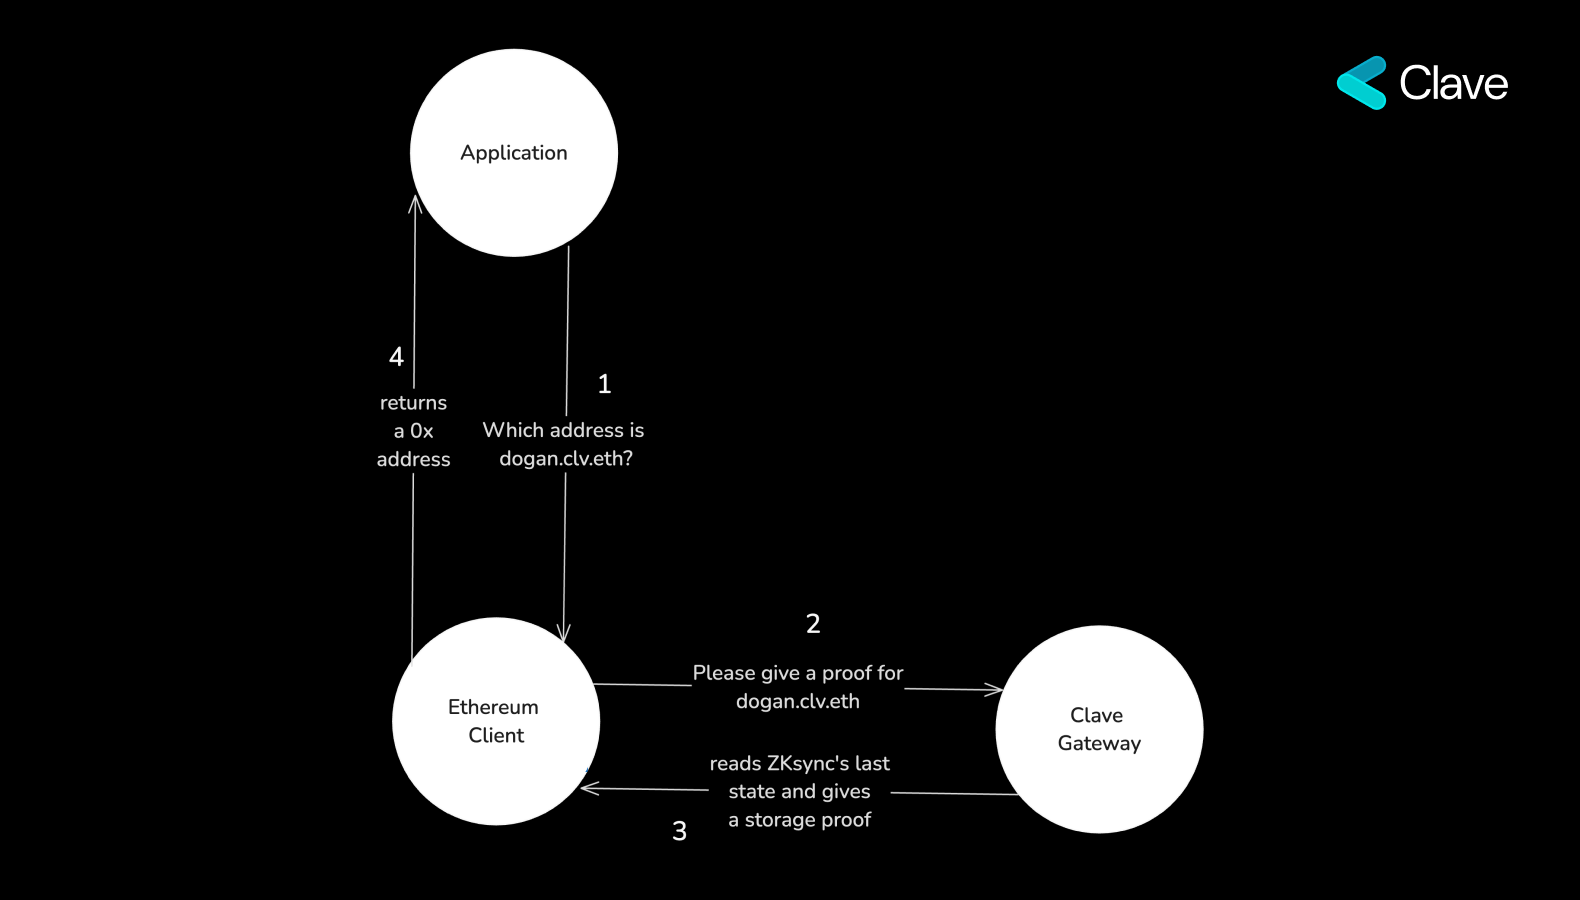 Clave
Application
4
returns
a 0x
address
1
Which address is
dogan.clv.eth?
2
Please give a proof for
dogan.clv.eth
Ethereum
Client
Clave
Gateway
reads ZKsync's last
state and gives
a storage proof
3